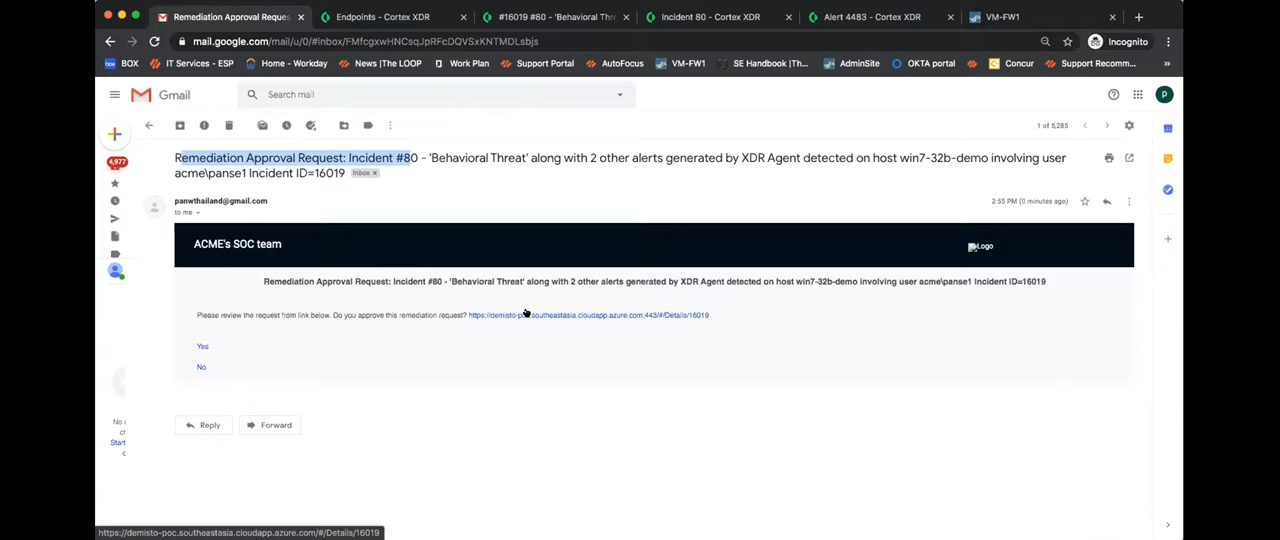 Remediation Approval Reques
Endpoints - Cortex XDR
#16019 #80 - 'Behavioral Thr
Incident 80 - Cortex XDR
Alert 4483 - Cortex XDR
VM-FW1
mail.google.com/mail/u/0/#inbox/FMfcgxwHNCsqJpRFcDQVSxKNTMDLsbjs
Incognito
BOX
IT Services - ESP
Home - Workday
News |The LOOP
Work Plan
Support Portal
AutoFocus
VM-FW1
SE Handbook |Th...
AdminSite
OKTA portal
Concur
Support Recomm...
Gmail
Search mail
P
1 of 5,285
4,977
Remediation Approval Request: Incident #80 - 'Behavioral Threat' along with 2 other alerts generated by XDR Agent detected on host win7-32b-demo involving user
acme\panse1 Incident ID=16019
Inbox ×
panwthailand@gmail.com
2:55 PM (0 minutes ago)
to me
ACME's SOC team
Logo
Remediation Approval Request: Incident #80 - 'Behavioral Threat' along with 2 other alerts generated by XDR Agent detected on host win7-32b-demo involving user acme\panse1 Incident ID=16019
Please review the request from link below. Do you approve this remediation request? https://demisto-poc.southeastasia.cloudapp.azure.com:443/#/Details/16019
Yes
No
Reply
Forward
Start
https://demisto-poc.southeastasia.cloudapp.azure.com/#/Details/16019